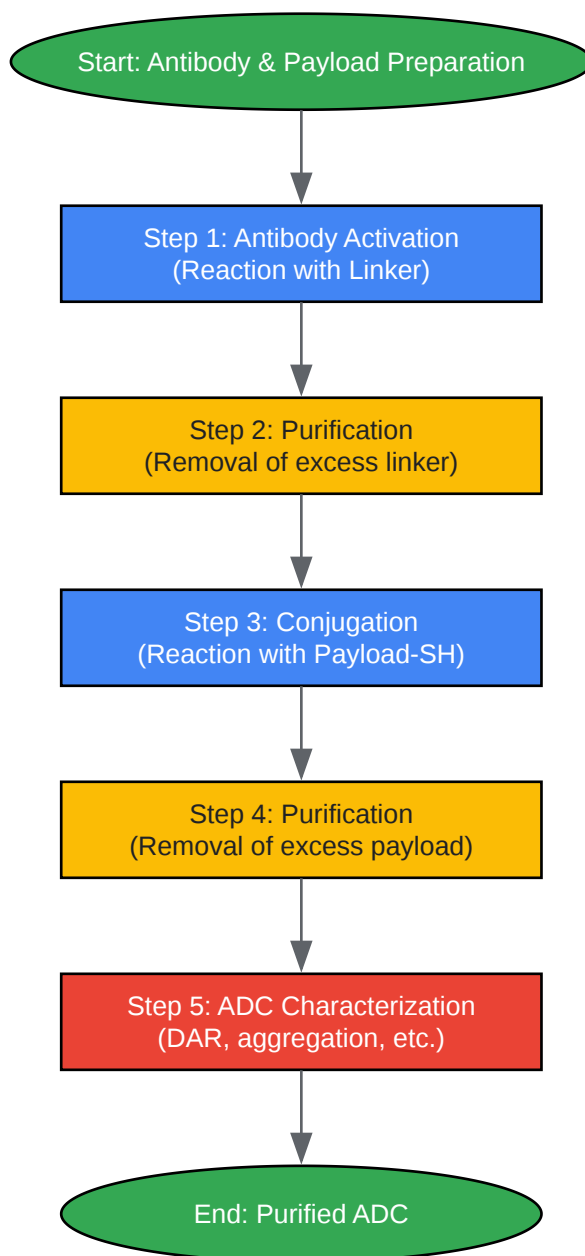 Start: Antibody & Payload Preparation
Step 1: Antibody Activation
(Reaction with Linker)
Step 2: Purification
(Removal of excess linker)
Step 3: Conjugation
(Reaction with Payload-SH)
Step 4: Purification
(Removal of excess payload)
Step 5: ADC Characterization
(DAR, aggregation, etc.)
End: Purified ADC